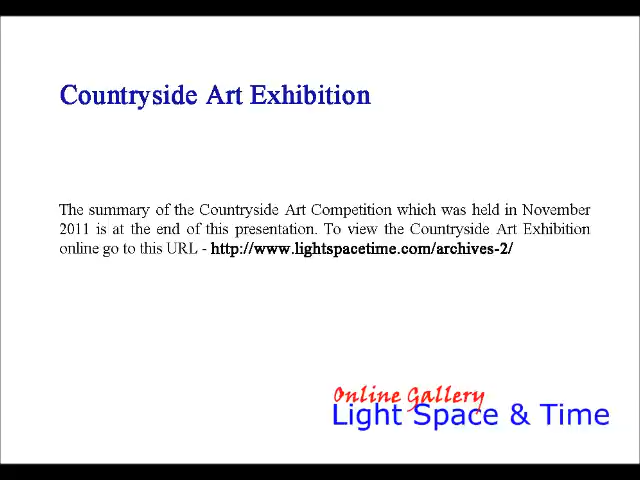 Countryside Art Exhibition
The summary of the Countryside Art Competition which was held in November
2011 is at the end of this presentation. To view the Countryside Art Exhibition
online go to this URL - http://www.lightspacetime.com/archives-2/
Online Gallery
Light Space & Time